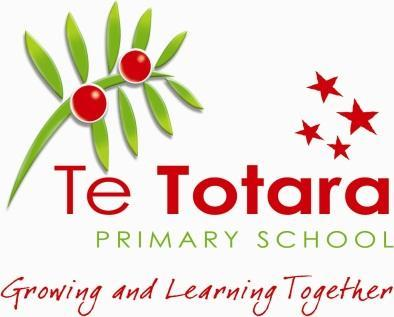 Te Totara
PRIMARY SCHOOL
Growing and Learning Together